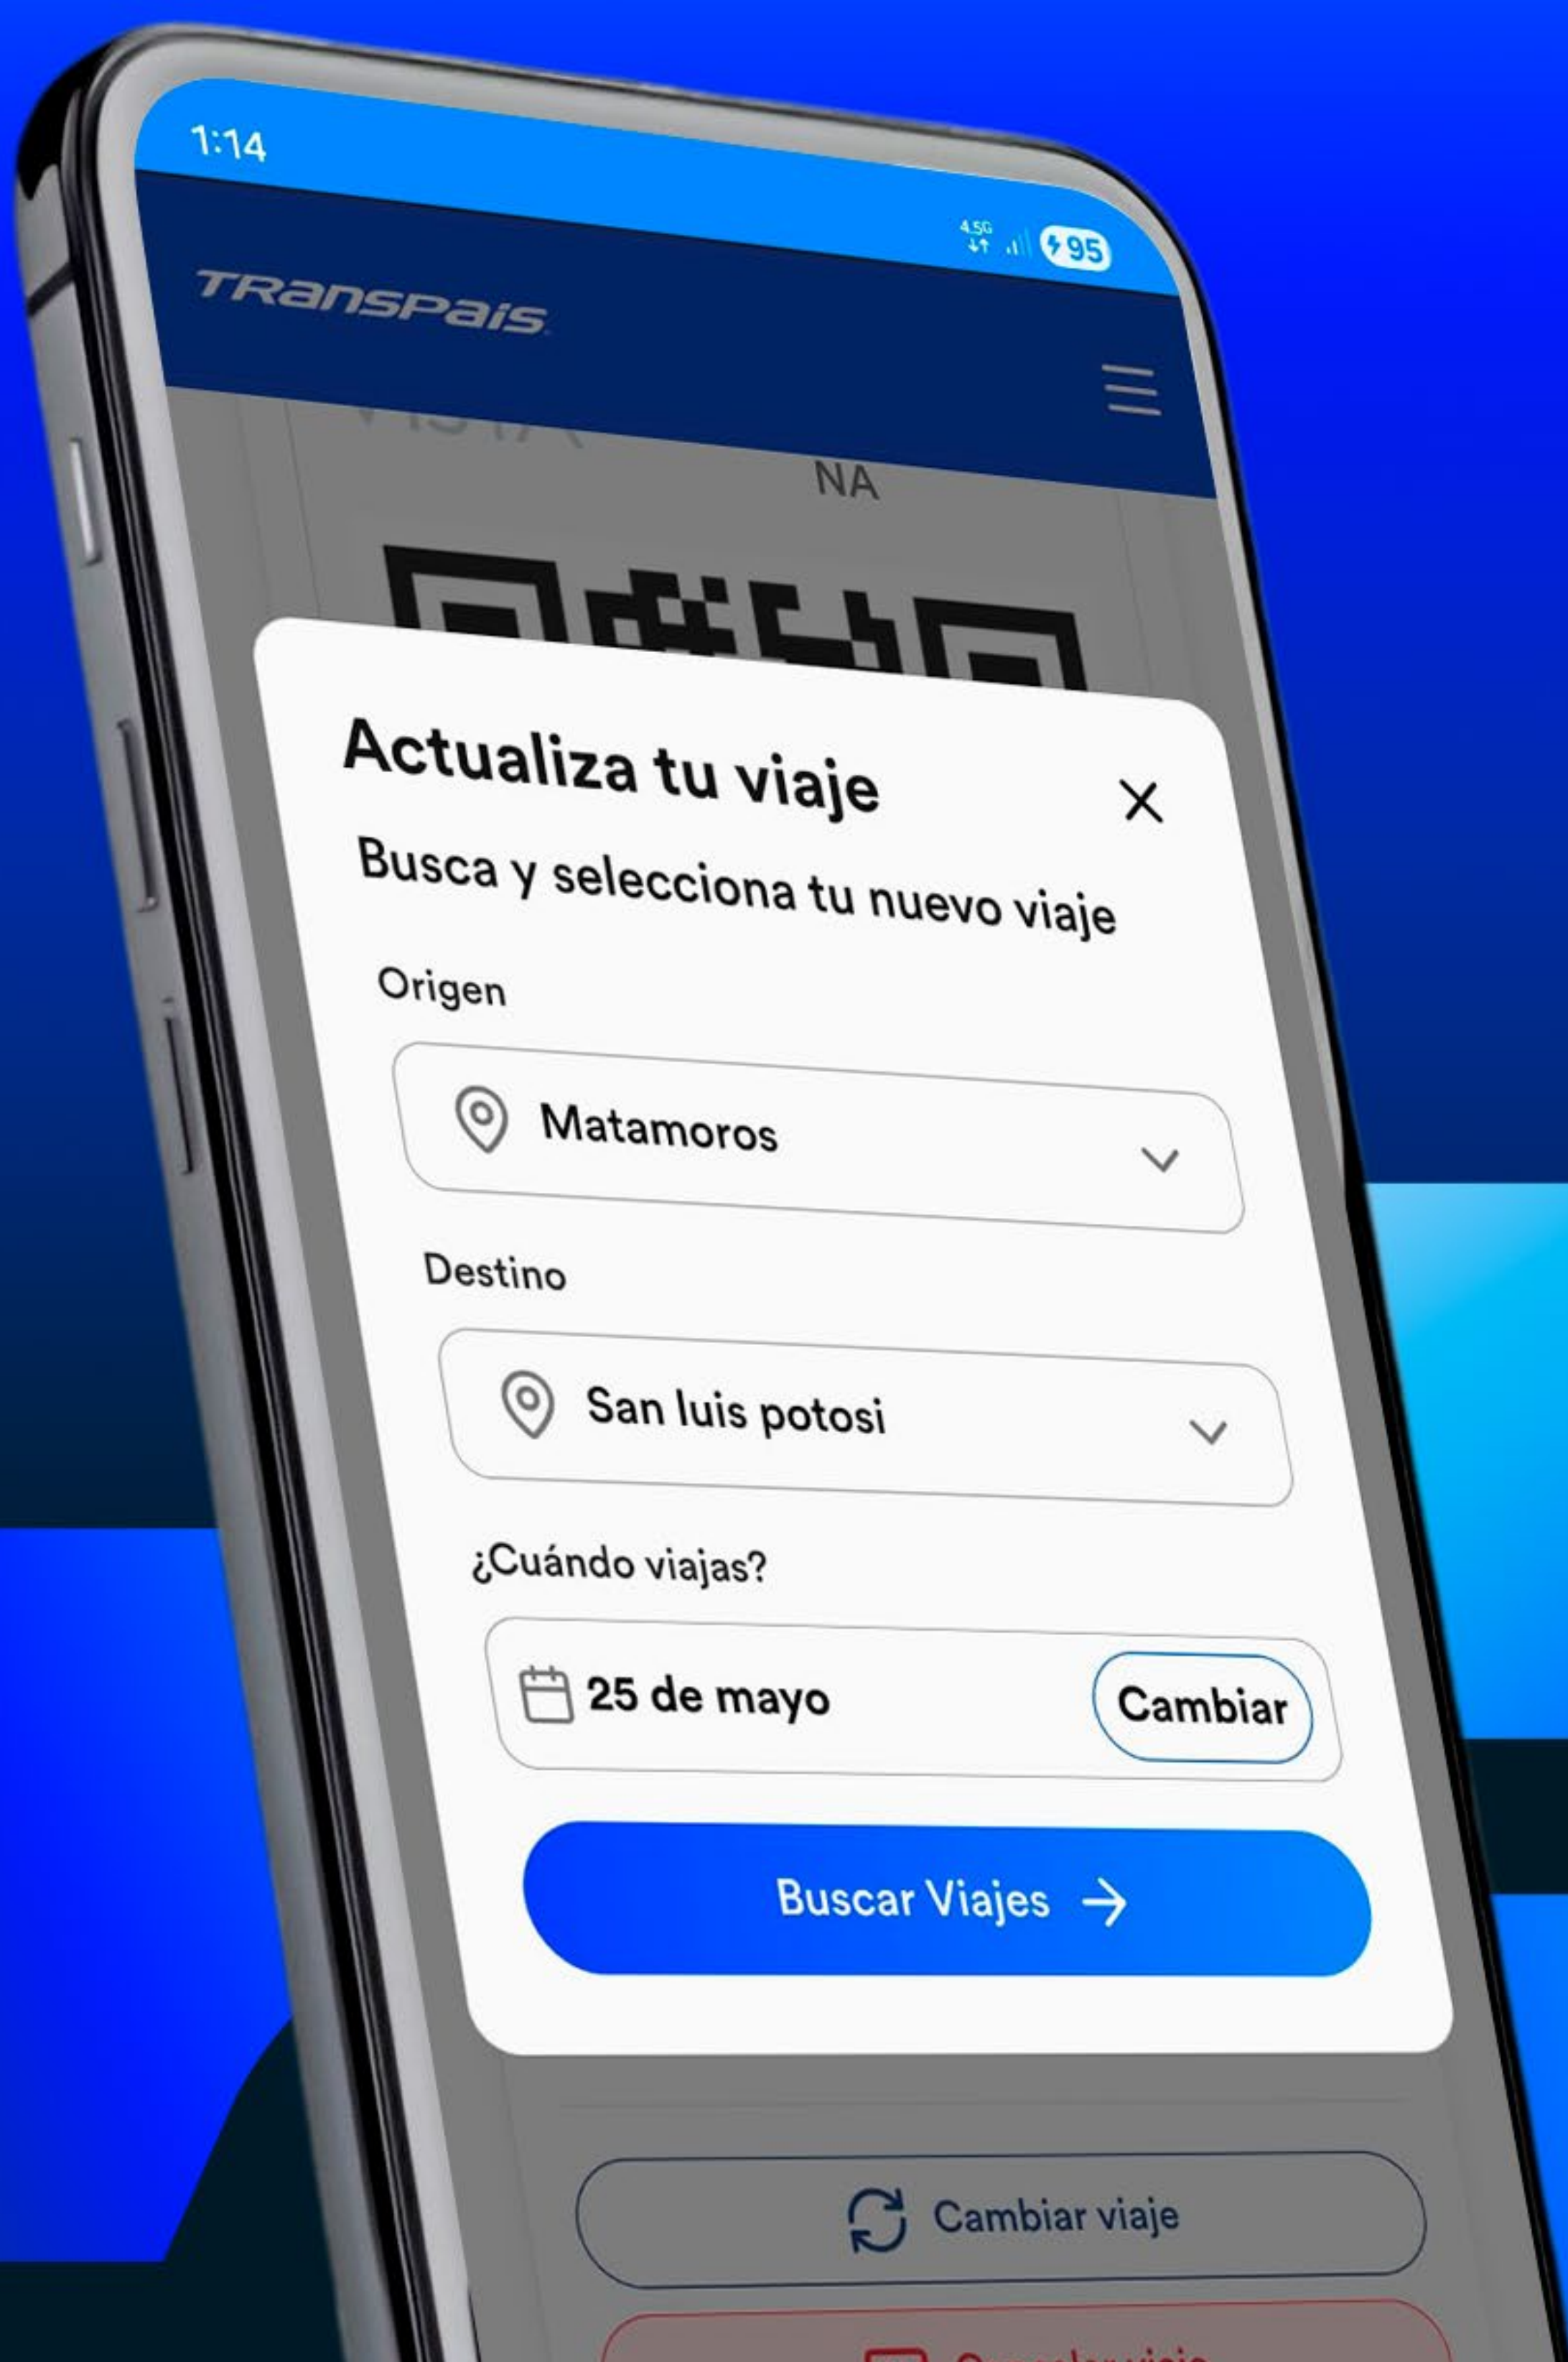 1:14
4.5G
95
TRANSPAIS
NA
Actualiza tu viaje
Busca y selecciona tu nuevo viaje
Origen
Matamoros
Destino
San luis potosi
¿Cuándo viajas?
25 de mayo
Cambiar
Buscar Viajes
Cambiar viaje